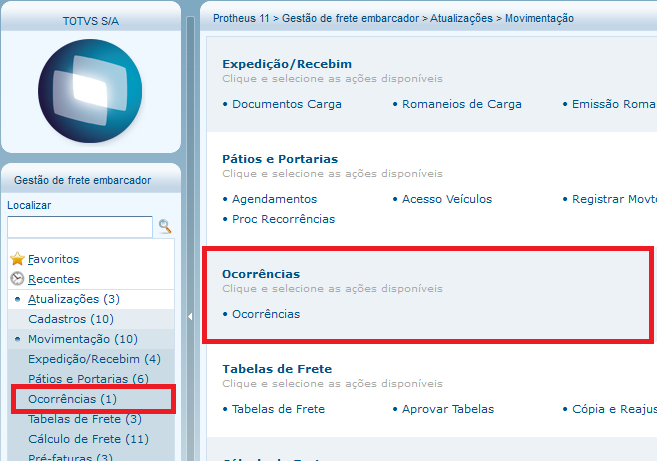 TOTVS S/A
Gestão de frete embarcador
Localizar
Favoritos
Recentes
Atualizações (3)
Cadastros (10)
Movimentação (10)
Expedição/Recebim (4)
Pátios e Portarias (6)
Ocorrências (1)
Tabelas de Frete (3)
Cálculo de Frete (11)
Pré-faturas (3)
Protheus 11 > Gestão de frete embarcador > Atualizações > Movimentação
Expedição/Recebim
Clique e selecione as ações disponíveis
• Documentos Carga • Romaneios de Carga • Emissão Roma
Pátios e Portarias
Clique e selecione as ações disponíveis
• Agendamentos • Acesso Veículos • Registrar Movto
• Proc Recorrências
Ocorrências
Clique e selecione as ações disponíveis
• Ocorrências
Tabelas de Frete
Clique e selecione as ações disponíveis
• Tabelas de Frete • Aprovar Tabelas • Cópia e Reajus